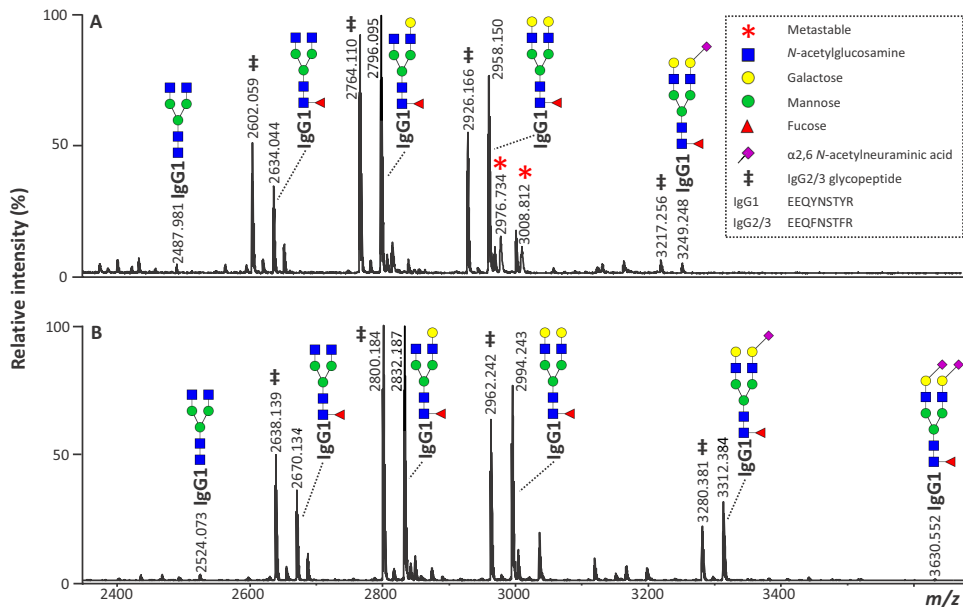 A
Relative intensity (%)
100
50
0
2487.981
IgG1
‡
2602.059
2634.044
IgG1
‡
2764.110
2796.095
IgG1
‡
2926.166
2958.150
IgG1
*
2976.734
*
3008.812
‡
3217.256
3249.248
IgG1
* Metastable
N-acetylglucosamine
Galactose
Mannose
Fucose
α2,6 N-acetylneuraminic acid
‡ IgG2/3 glycopeptide
IgG1 EEQYNSTYR
IgG2/3 EEQFNSTFR
B
100
50
0
2524.073
IgG1
‡
2638.139
2670.134
IgG1
‡
2800.184
2832.187
IgG1
‡
2962.242
2994.243
IgG1
‡
3280.381
3312.384
IgG1
3630.552
IgG1
2400 2600 2800 3000 3200 3400 m/z